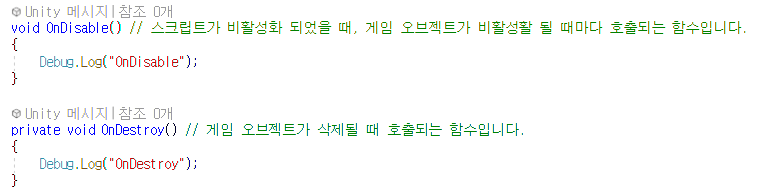 Unity 메시지 | 참조 0개
void OnDisable() // 스크립트가 비활성화 되었을 때, 게임 오브젝트가 비활성활 될 때마다 호출되는 함수입니다.
{
Debug.Log("OnDisable");
}
Unity 메시지 | 참조 0개
private void OnDestroy() // 게임 오브젝트가 삭제될 때 호출되는 함수입니다.
{
Debug.Log("OnDestroy");
}